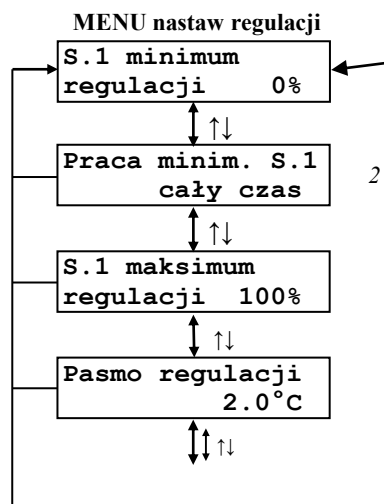 MENU nastaw regulacji
S.1 minimum
regulacji 0%
↑↓
Praca minim. S.1
cały czas
2
↑↓
S.1 maksimum
regulacji 100%
↑↓
Pasmo regulacji
2.0°C
↑↓